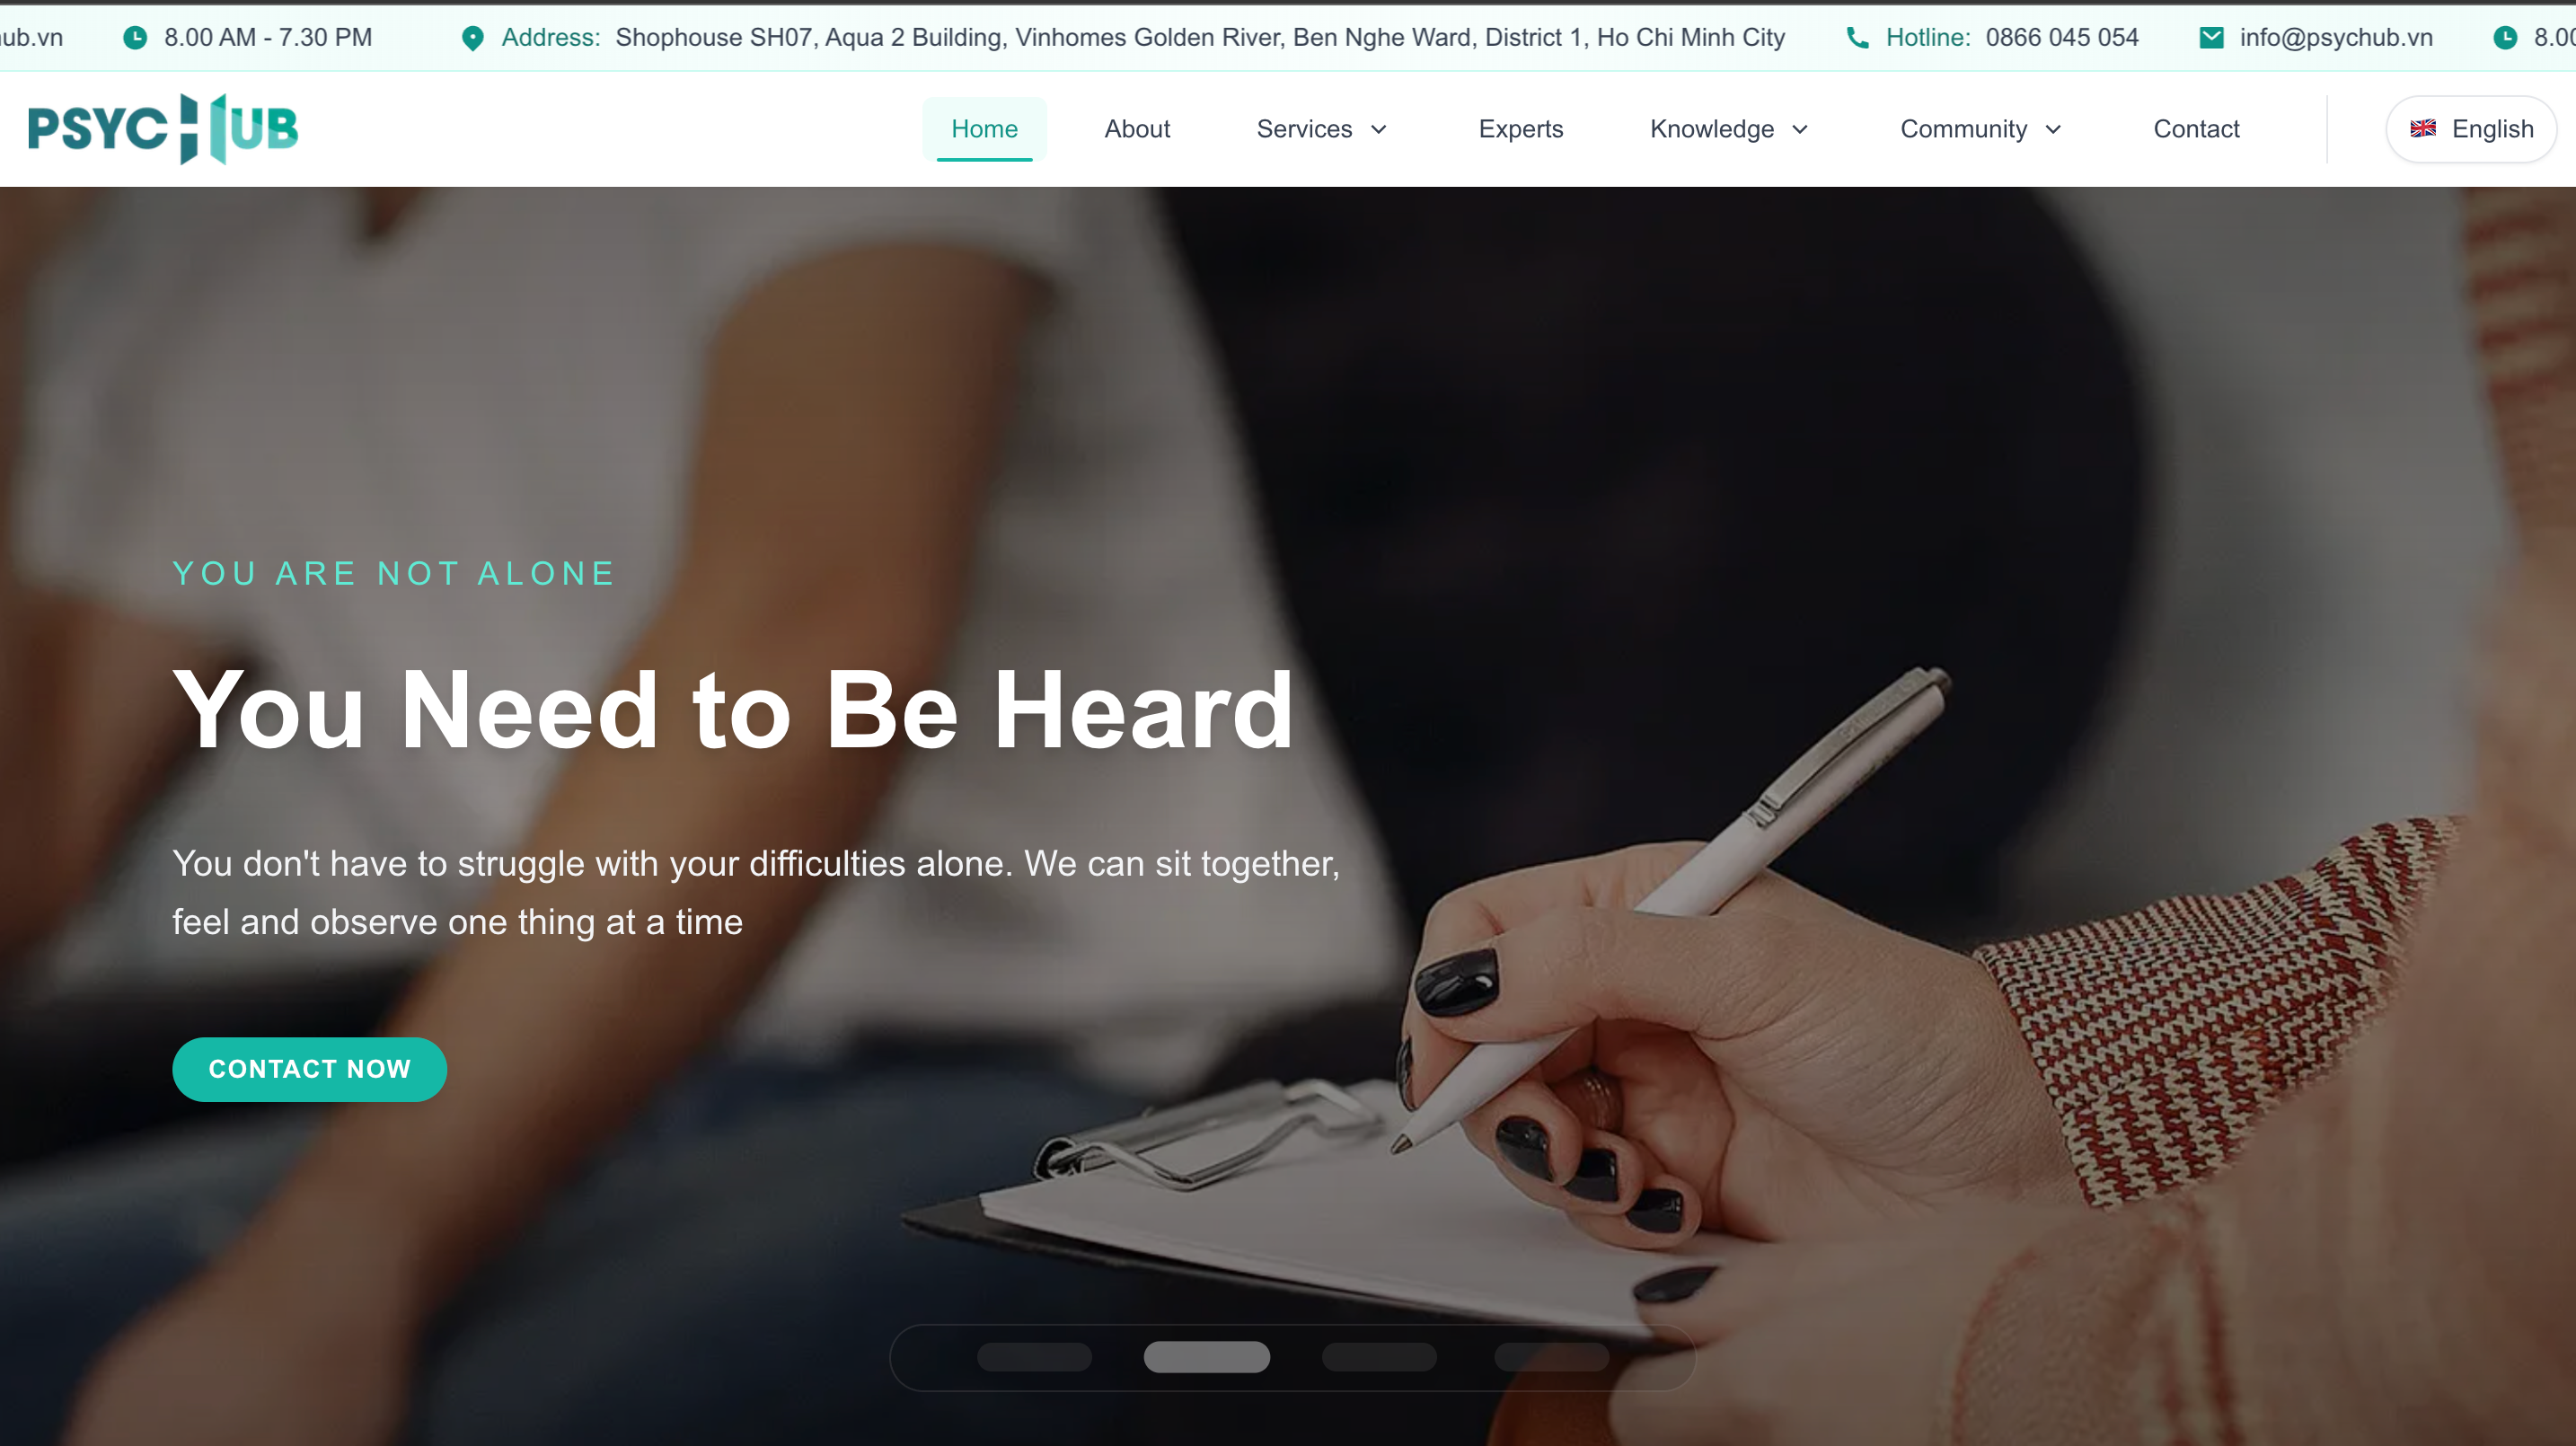 ub.vn 8.00 AM - 7.30 PM Address: Shophouse SH07, Aqua 2 Building, Vinhomes Golden River, Ben Nghe Ward, District 1, Ho Chi Minh City Hotline: 0866 045 054 info@psychub.vn 8.00
PSYCHUB Home About Services Experts Knowledge Community Contact English
YOU ARE NOT ALONE
You Need to Be Heard
You don't have to struggle with your difficulties alone. We can sit together,
feel and observe one thing at a time
CONTACT NOW